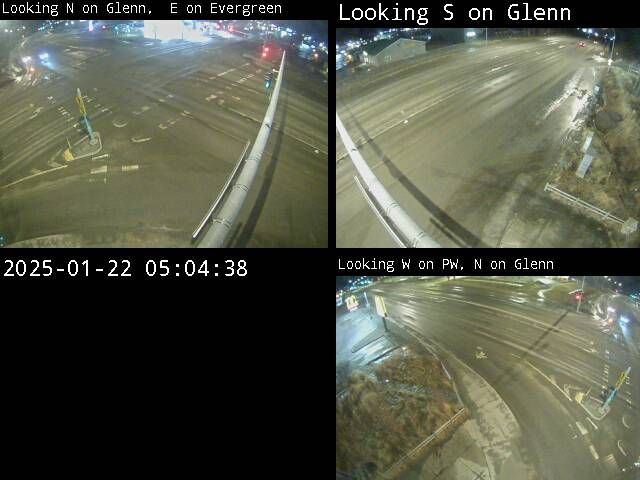 Looking N on Glenn,  E on Evergreen
Looking S on Glenn
2025-01-22 05:04:38
Looking W on PW, N on Glenn